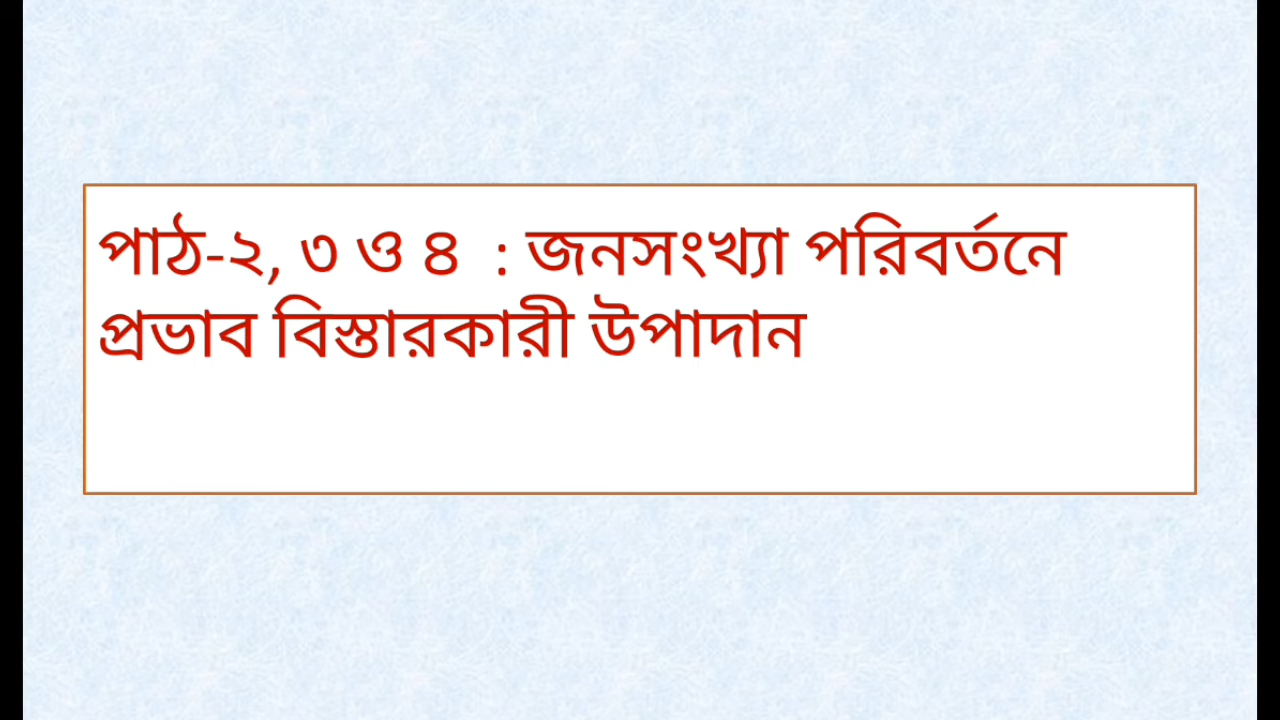 পাঠ-২, ৩ ও ৪ : জনসংখ্যা পরিবর্তনে
প্রভাব বিস্তারকারী উপাদান